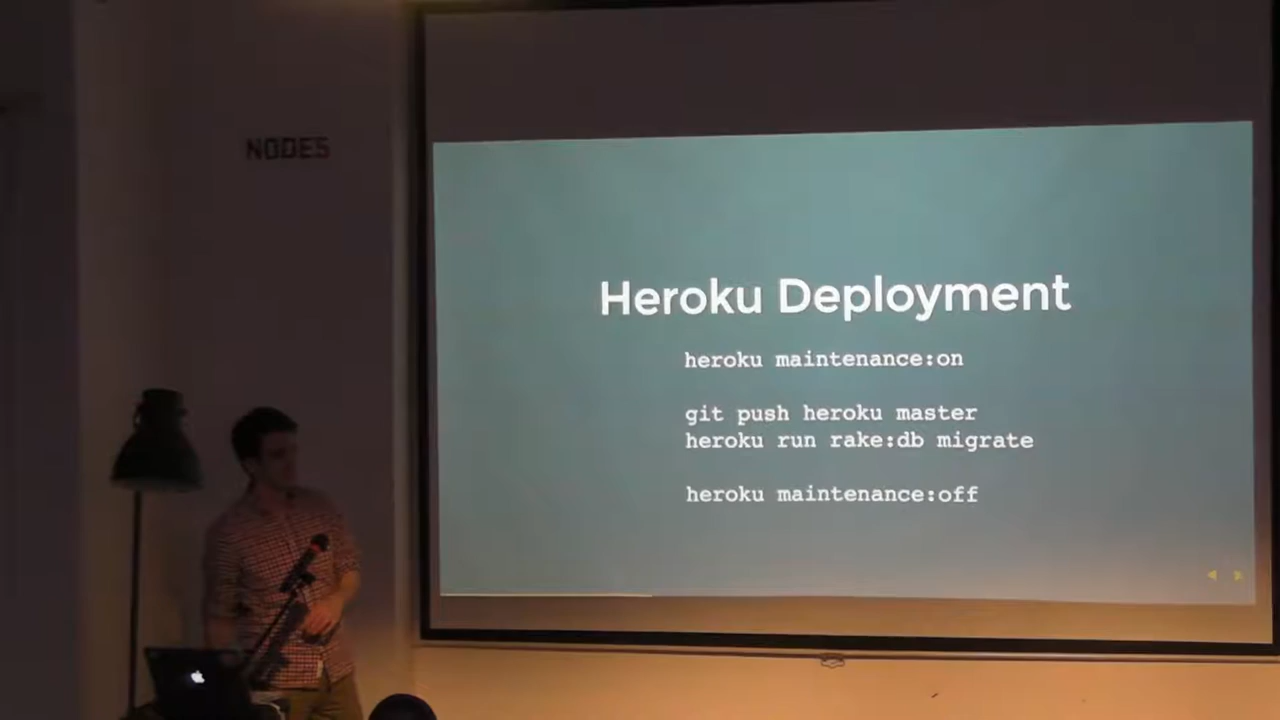 NODES
Heroku Deployment
heroku maintenance:on
git push heroku master
heroku run rake:db migrate
heroku maintenance:off